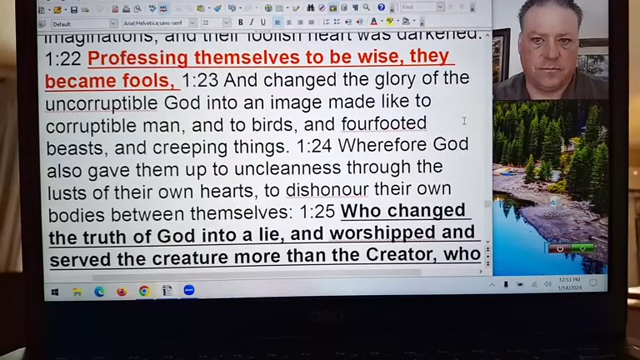 Default
Arial;Helvetica;sans-serif
22
Find
imaginations, and their foolish heart was darkened.
1:22 Professing themselves to be wise, they
became fools, 1:23 And changed the glory of the
uncorruptible God into an image made like to
corruptible man, and to birds, and fourfooted
beasts, and creeping things. 1:24 Wherefore God
also gave them up to uncleanness through the
lusts of their own hearts, to dishonour their own
bodies between themselves: 1:25 Who changed
the truth of God into a lie, and worshipped and
served the creature more than the Creator, who
12:53 PM
1/14/2024